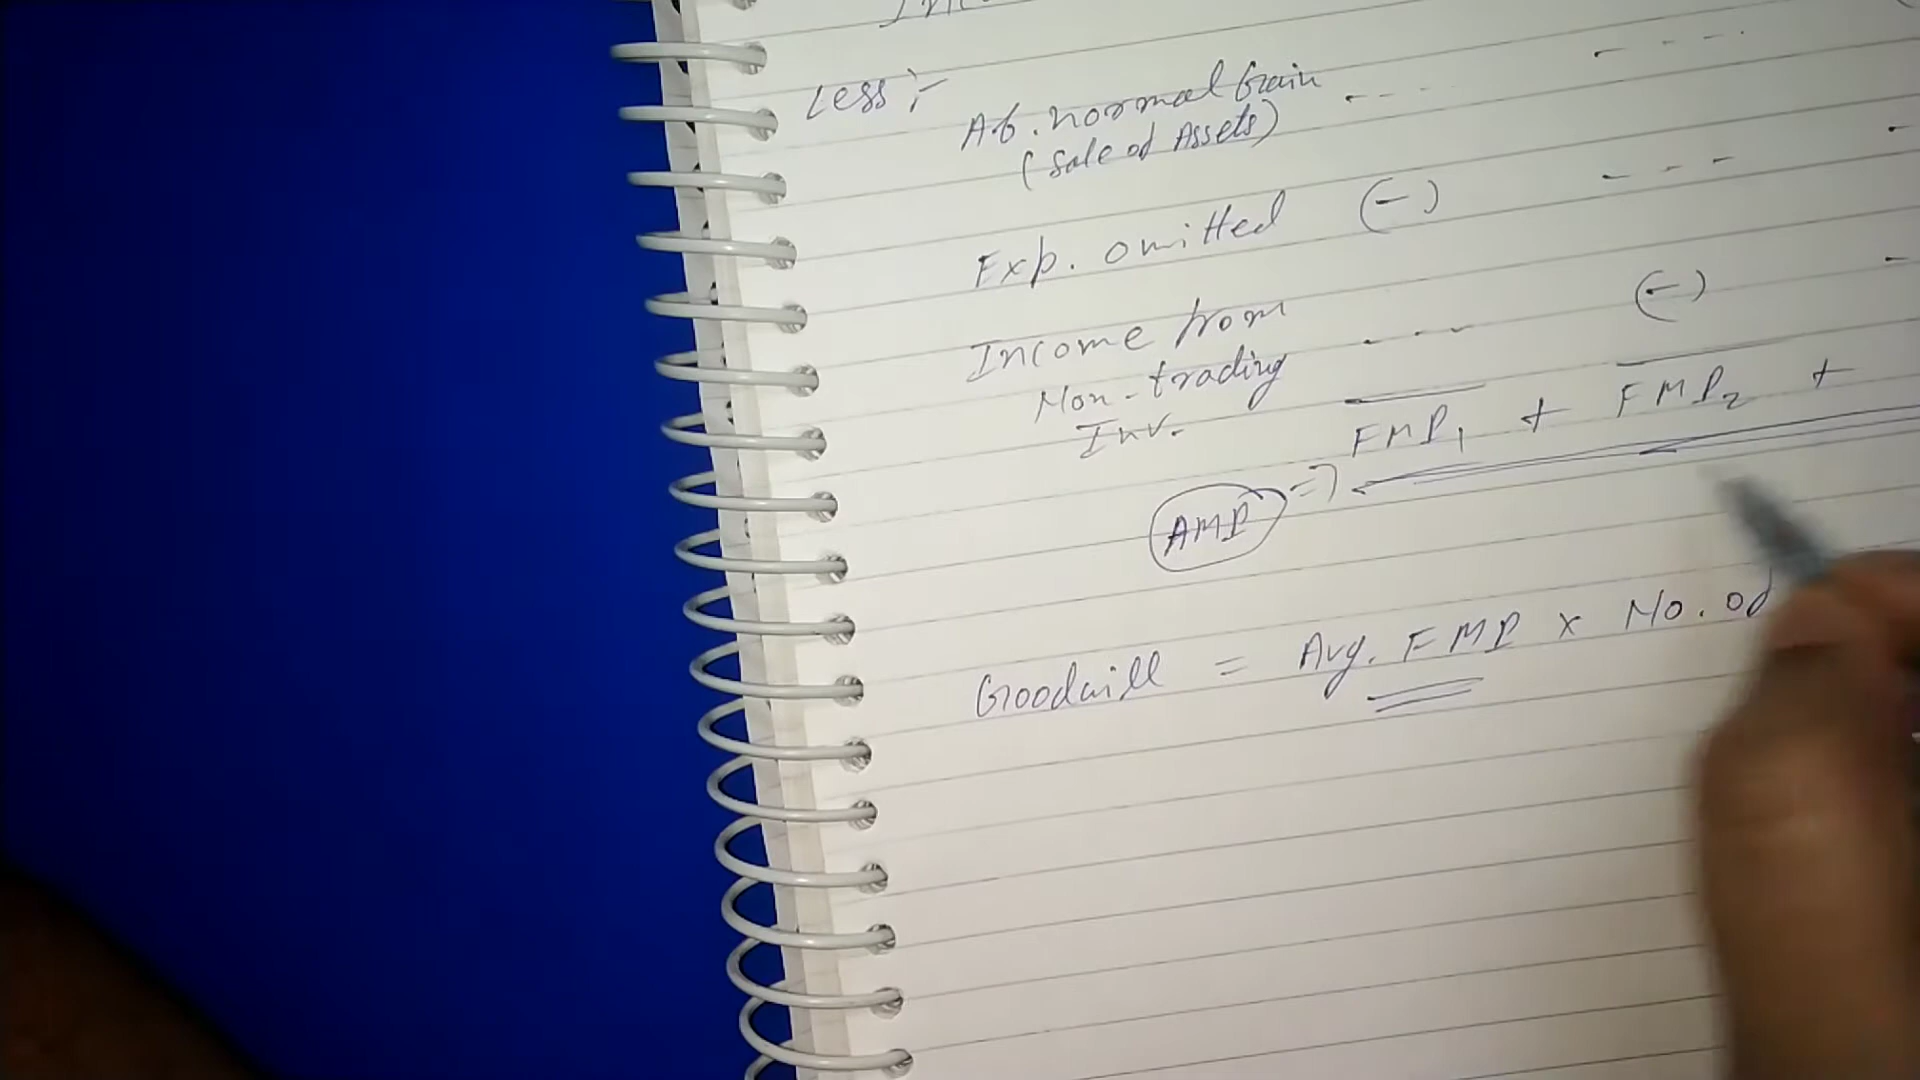 Less :-
Ab.normal Gain - - - -
(Sale of Assets)
Exp. omitted (-) - - -
(-)
Income from - - - -
Non-trading
Inv.
FMP1 + FMP2 +
AMP =>
Goodwill = Avg. FMP x No. of